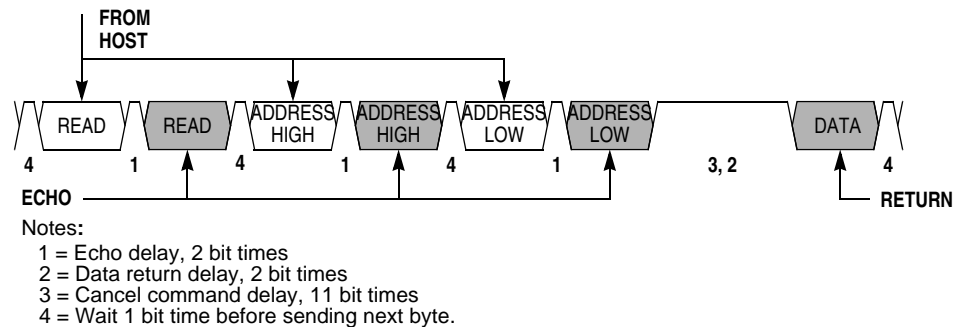 FROM
HOST
READ READ ADDRESS HIGH ADDRESS HIGH ADDRESS LOW ADDRESS LOW DATA
4 1 4 1 4 1 3, 2 4
ECHO RETURN
Notes:
1 = Echo delay, 2 bit times
2 = Data return delay, 2 bit times
3 = Cancel command delay, 11 bit times
4 = Wait 1 bit time before sending next byte.